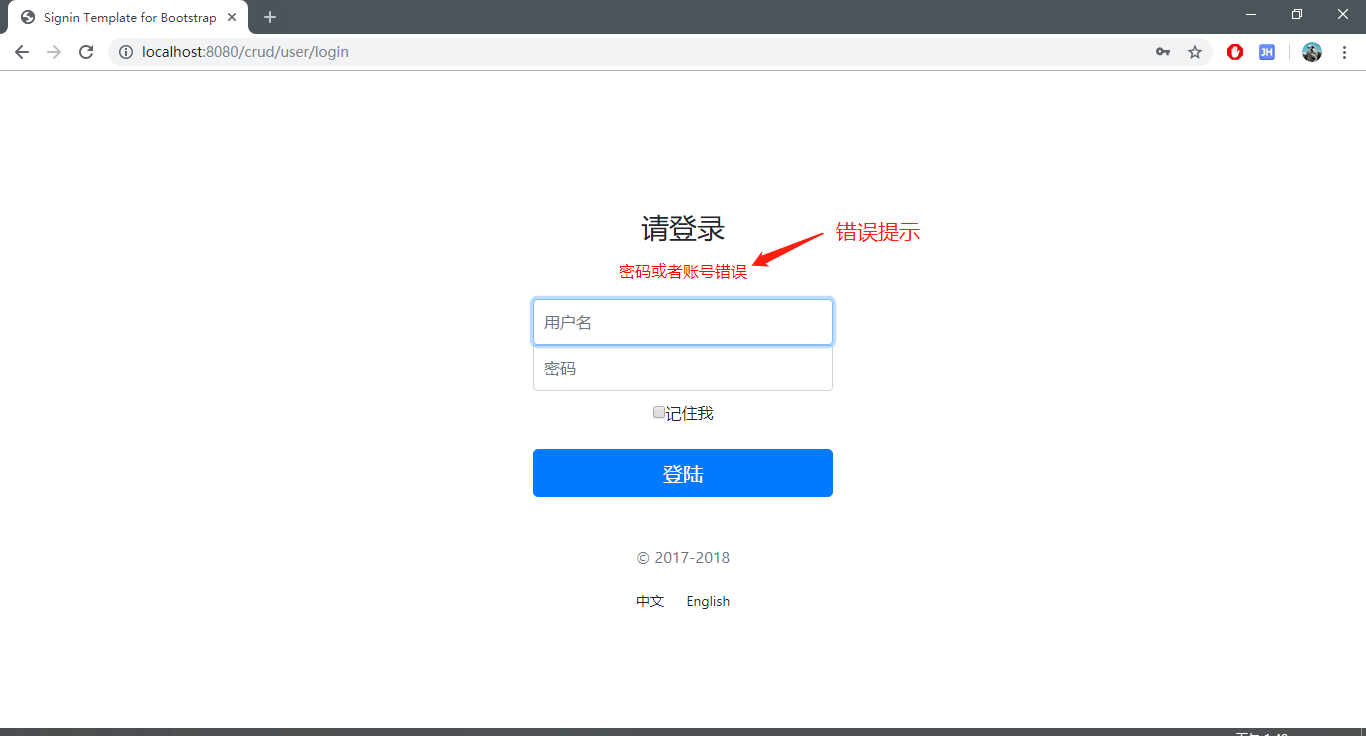 Signin Template for Bootstrap
localhost:8080/crud/user/login
JH
请登录
错误提示
密码或者账号错误
用户名
密码
记住我
登陆
© 2017-2018
中文 English